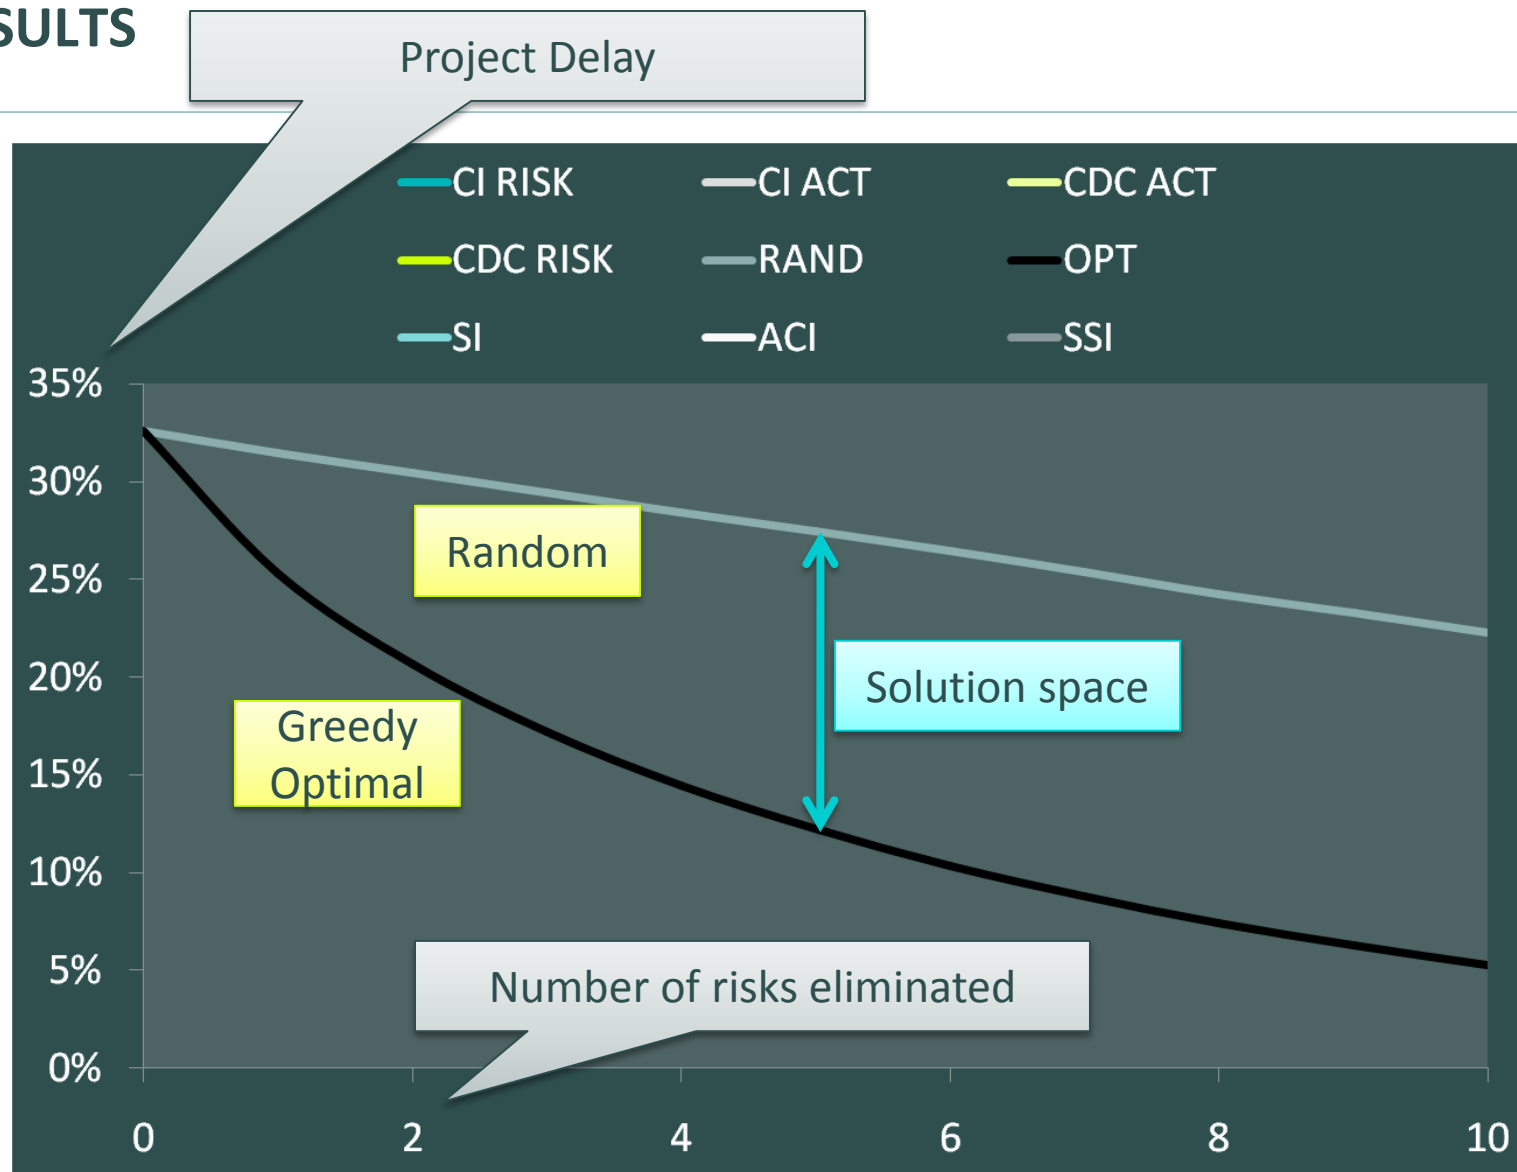 SULTS
Project Delay
CI RISK CI ACT CDC ACT
CDC RISK RAND OPT
SI ACI SSI
35%
30%
25%
20%
15%
10%
5%
0%
Random
Solution space
Greedy
Optimal
Number of risks eliminated
0 2 4 6 8 10